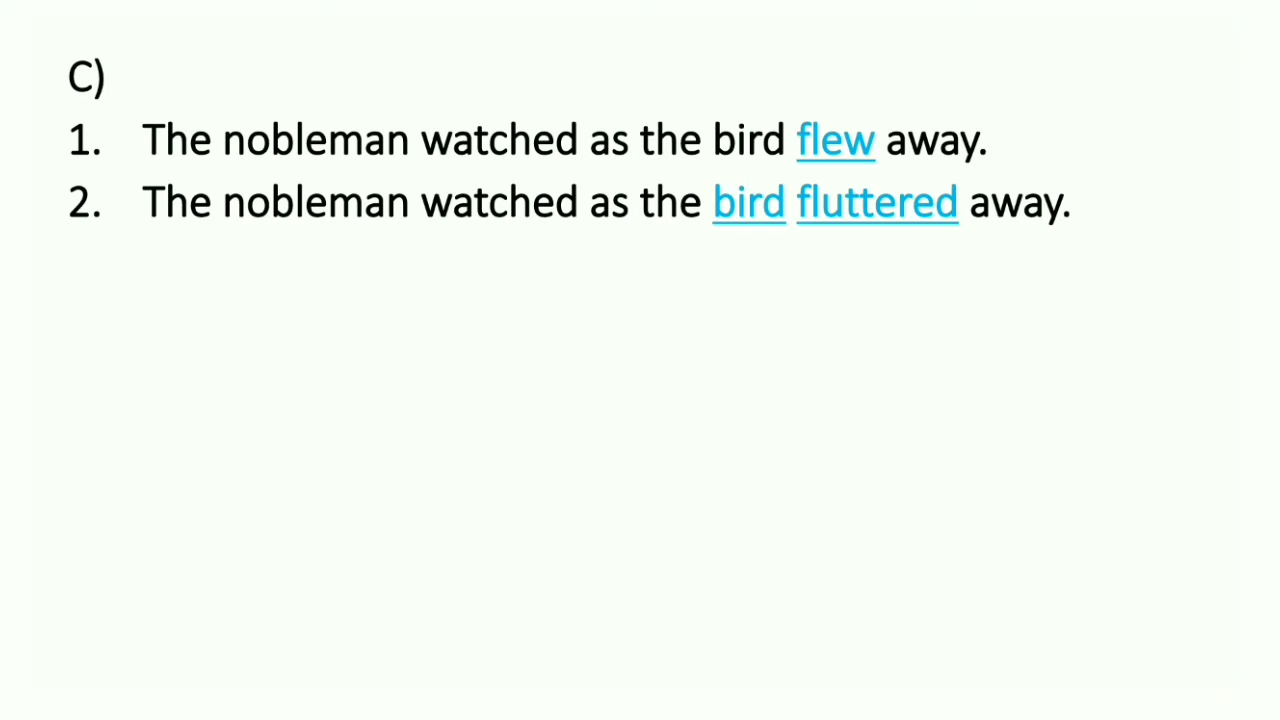 C)
1. The nobleman watched as the bird flew away.
2. The nobleman watched as the bird fluttered away.